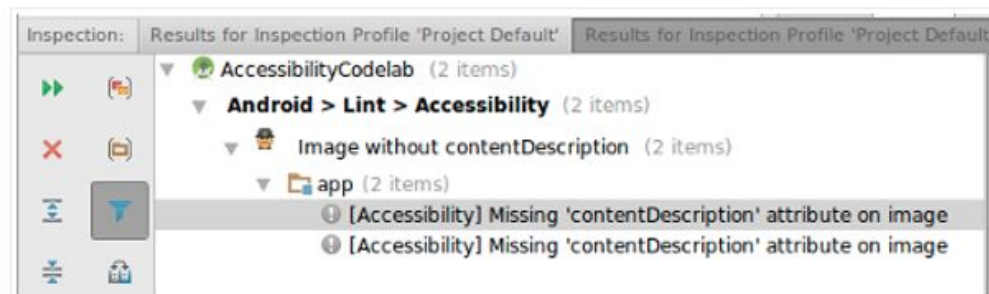 Inspection: Results for Inspection Profile 'Project Default' Results for Inspection Profile 'Project Default
AccessibilityCodelab (2 items)
Android > Lint > Accessibility (2 items)
Image without contentDescription (2 items)
app (2 items)
[Accessibility] Missing 'contentDescription' attribute on image
[Accessibility] Missing 'contentDescription' attribute on image